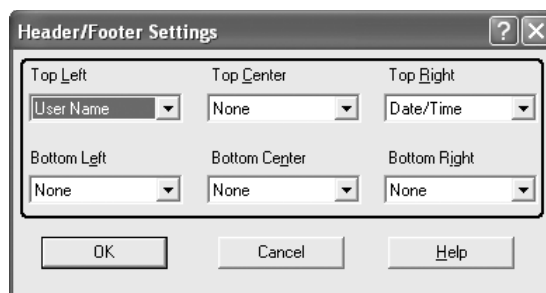 Header/Footer Settings
Top Left Top Center Top Right
User Name None Date/Time
Bottom Left Bottom Center Bottom Right
None None None
OK Cancel Help